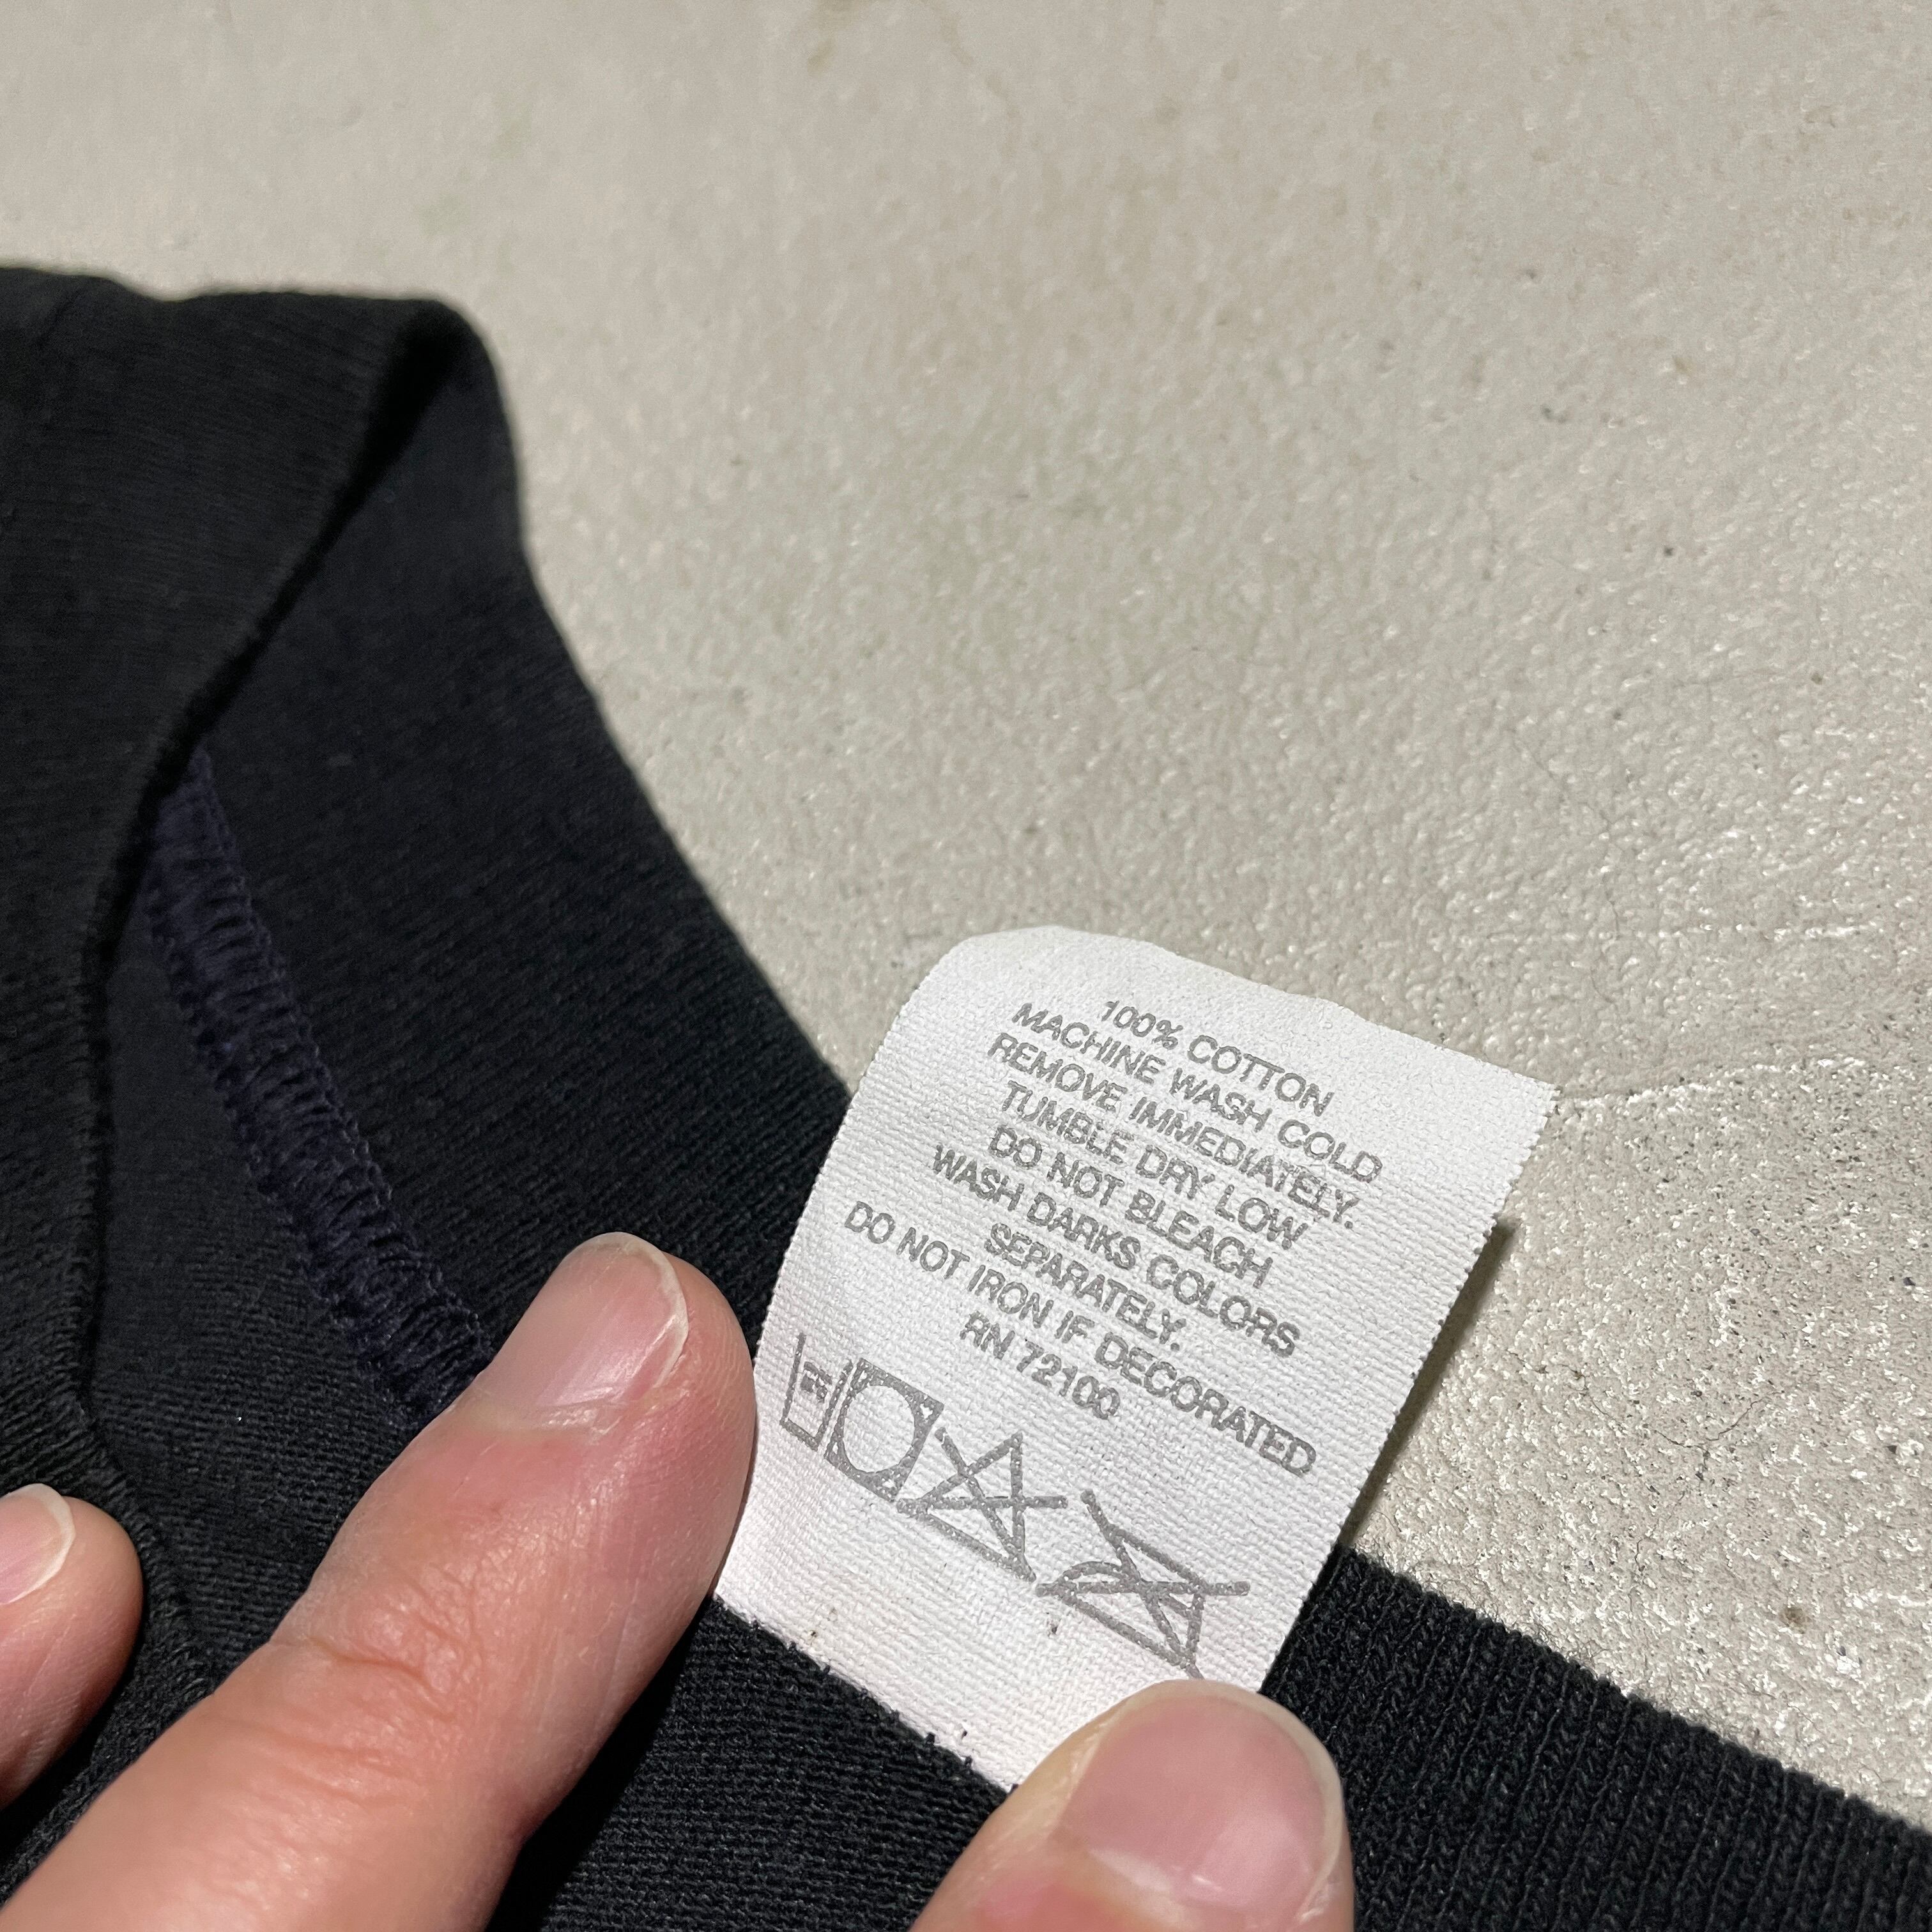 100% COTTON
MACHINE WASH COLD
REMOVE IMMEDIATELY.
TUMBLE DRY LOW
DO NOT BLEACH
WASH DARKS COLORS
SEPARATELY.
DO NOT IRON IF DECORATED
RN 72100